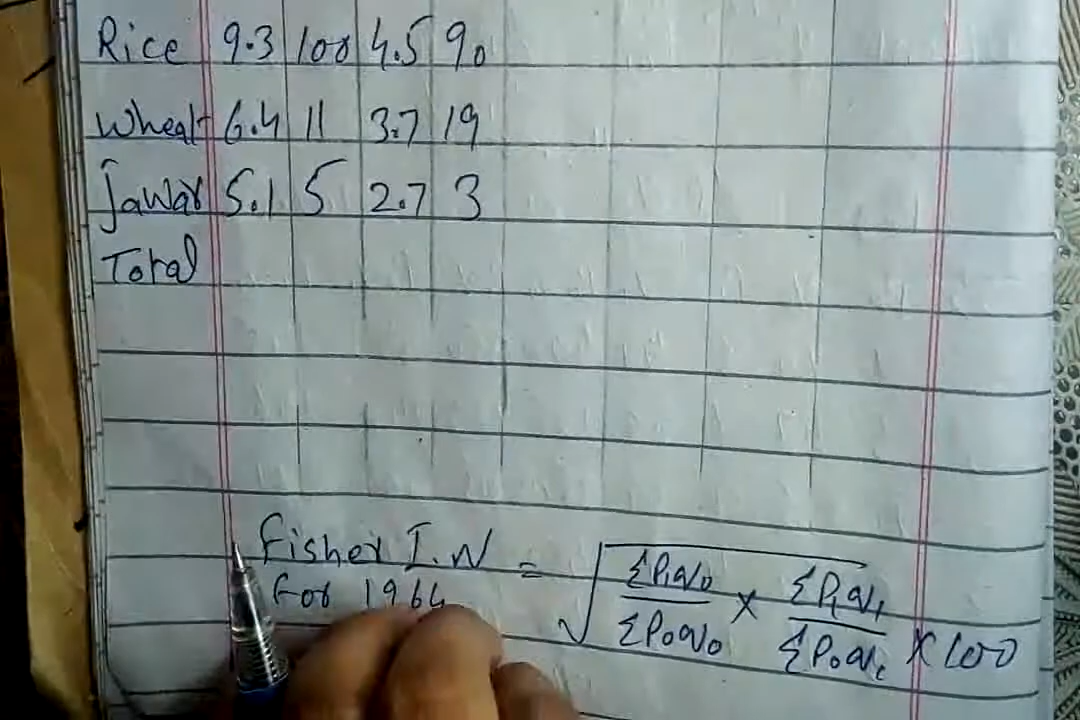 Rice 9.3 100 4.5 90
Wheat 6.4 11 3.7 19
Jawar 5.1 5 2.7 3
Total
Fisher I.N = √ ΣP₁q₀ / ΣP₀q₀ × ΣP₁q₁ / ΣP₀q₁ × 100
For 1964